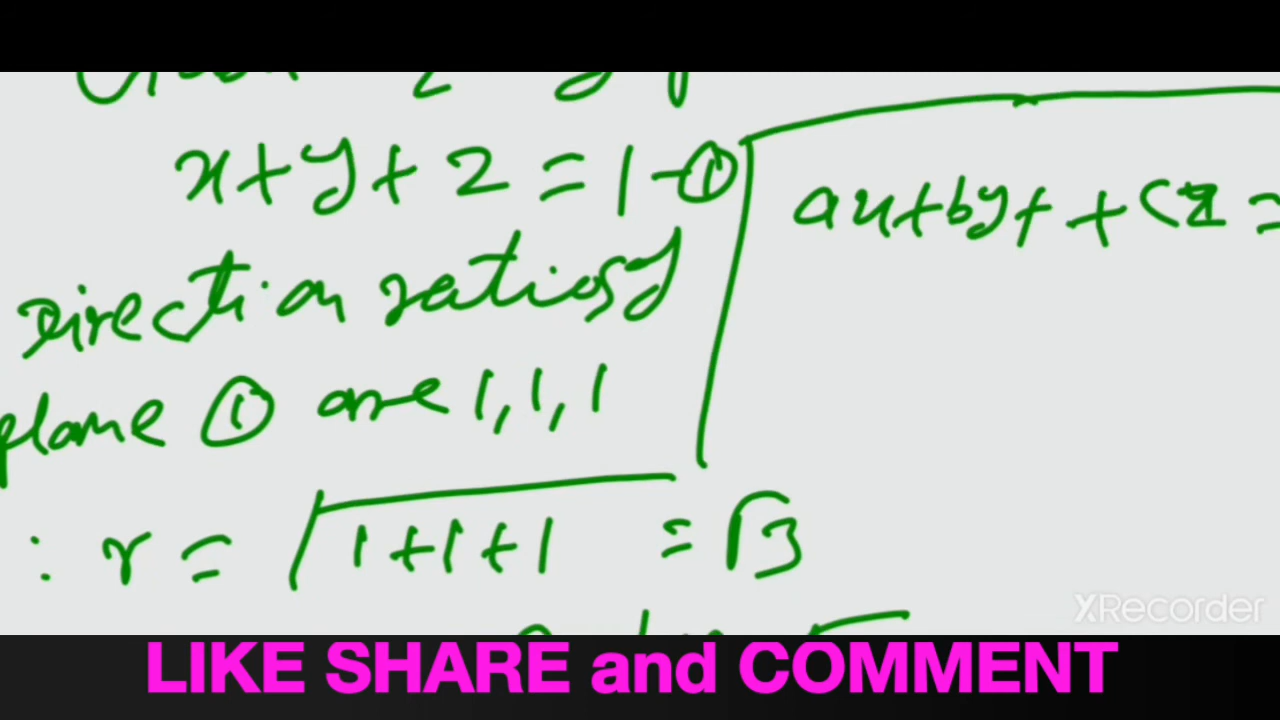 x+y+z=1-①
Direction ratios of
plane ① are 1,1,1
∴ r = √1+1+1 = √3
ax+by+ +cz =
XRecorder
LIKE SHARE and COMMENT